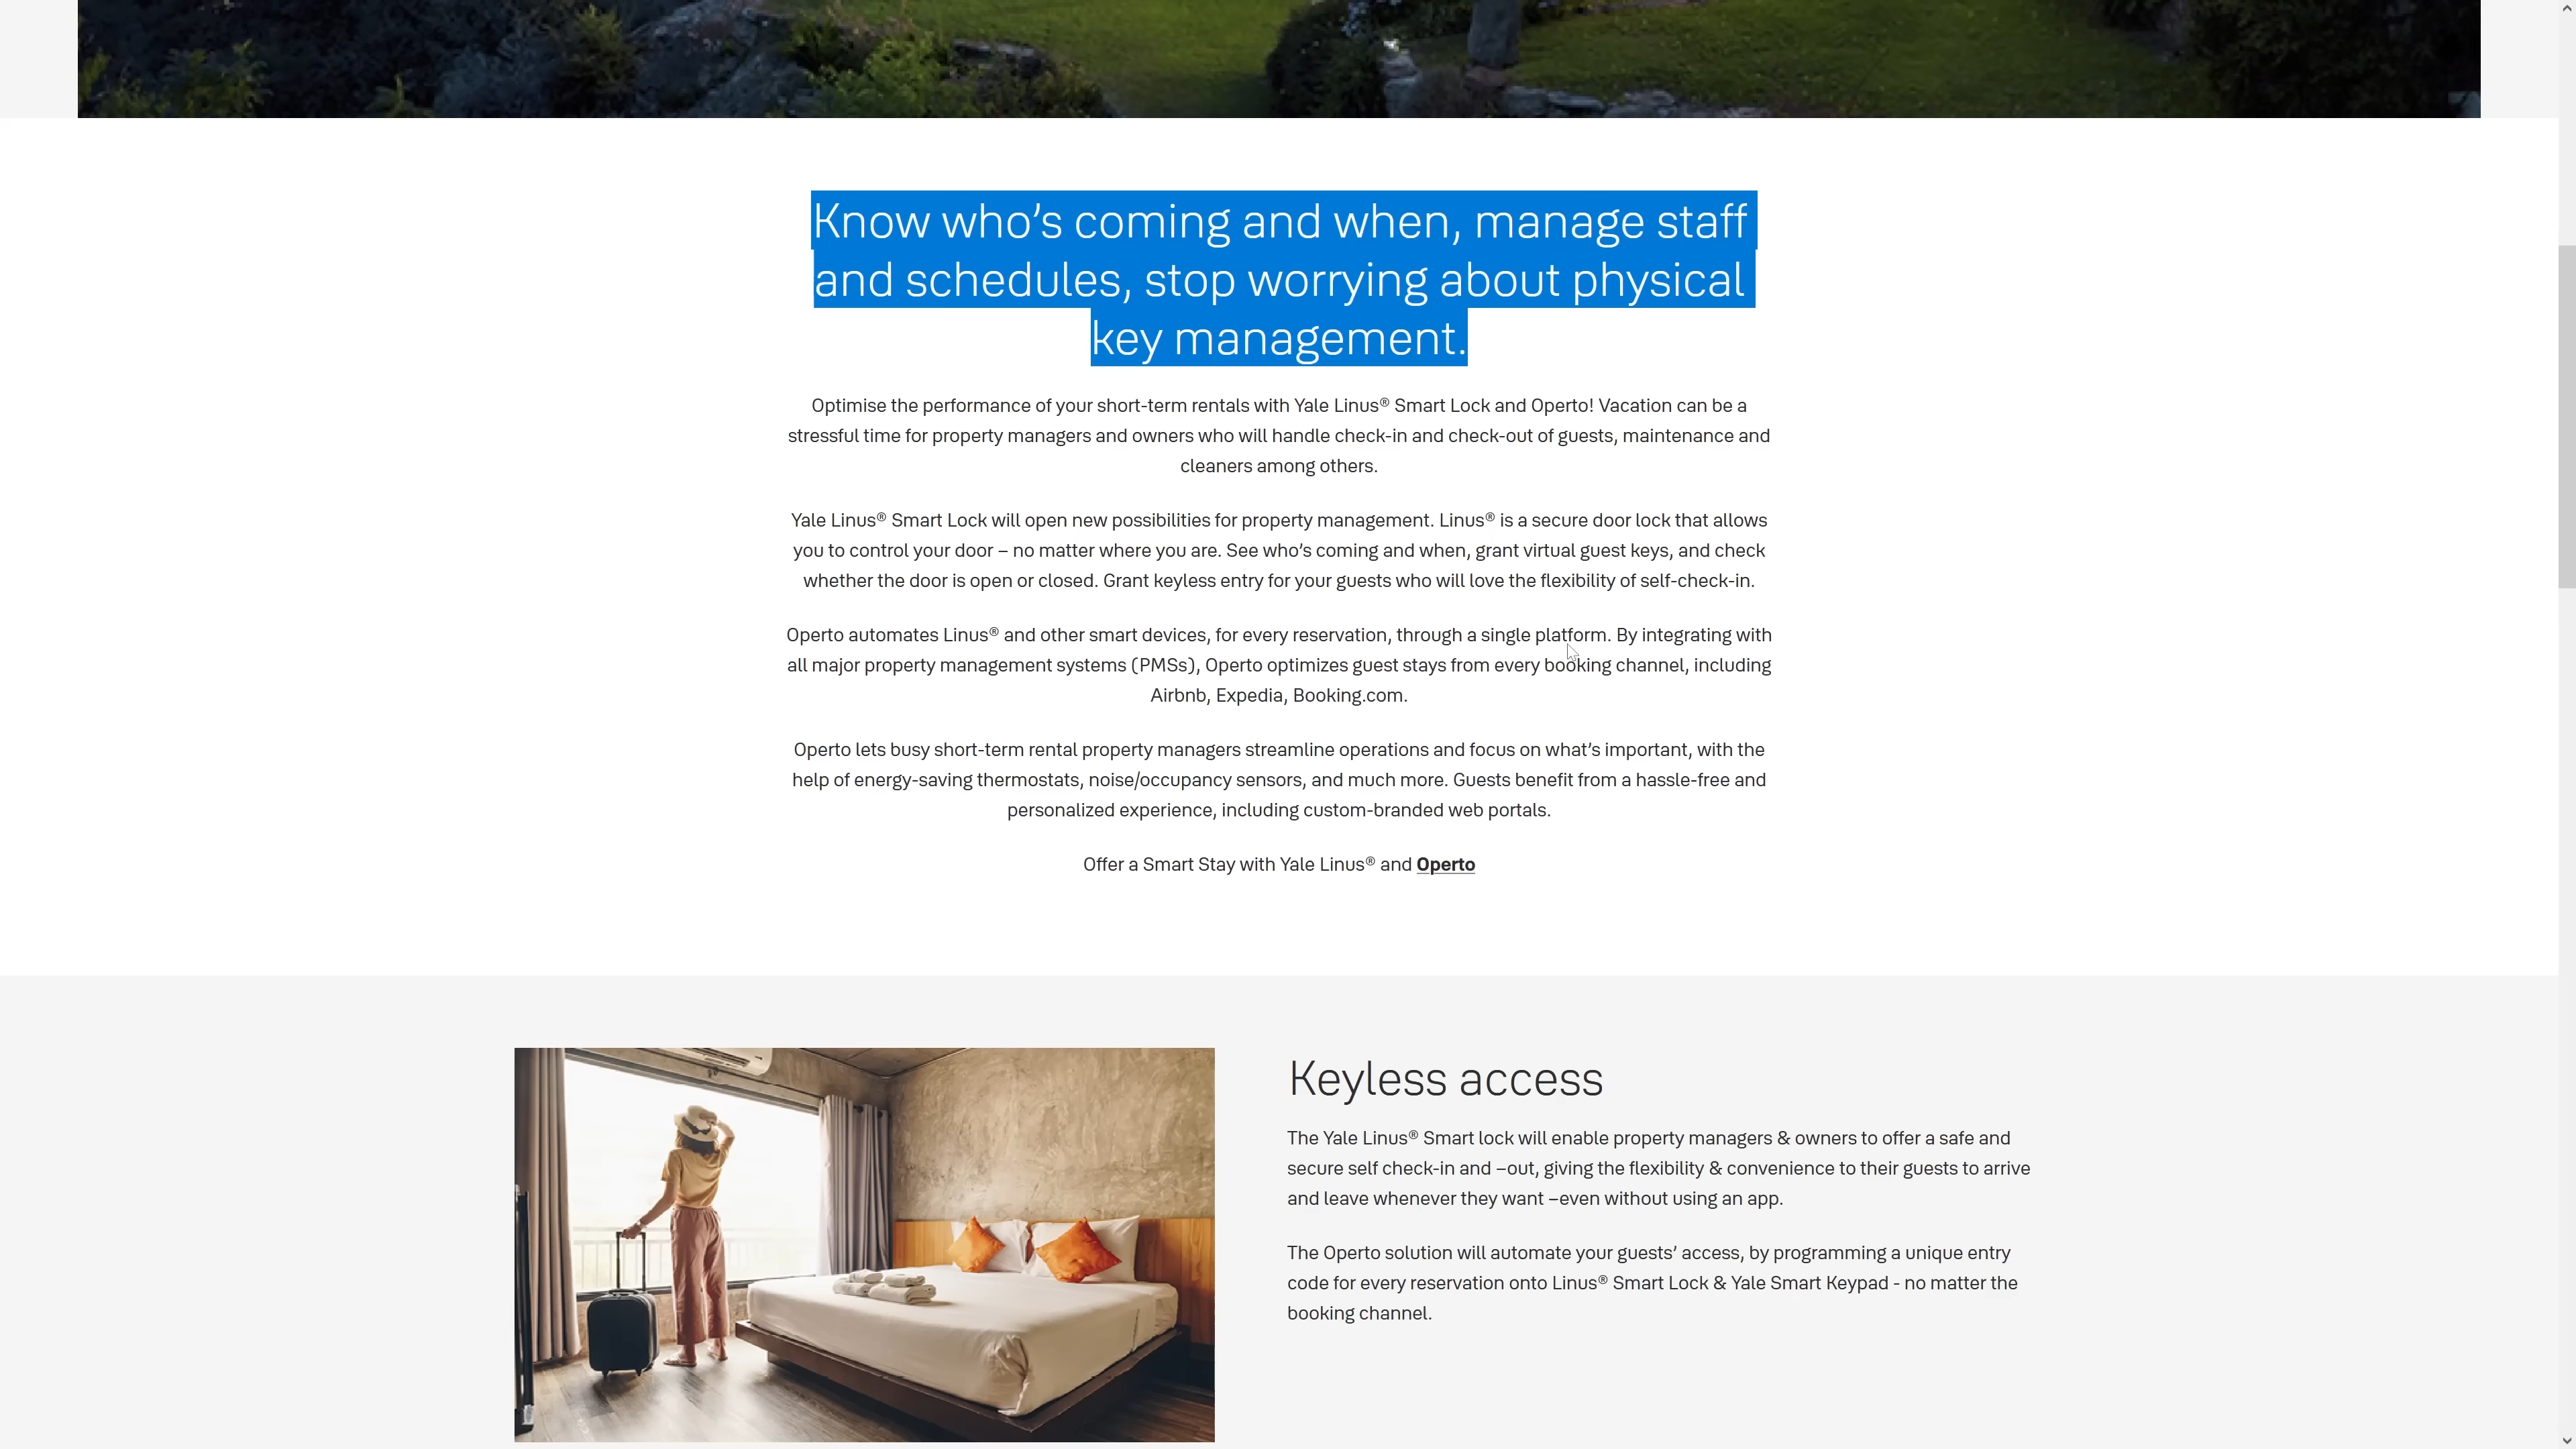 Know who’s coming and when, manage staff
and schedules, stop worrying about physical
key management.
Optimise the performance of your short-term rentals with Yale Linus® Smart Lock and Operto! Vacation can be a
stressful time for property managers and owners who will handle check-in and check-out of guests, maintenance and
cleaners among others.
Yale Linus® Smart Lock will open new possibilities for property management. Linus® is a secure door lock that allows
you to control your door – no matter where you are. See who’s coming and when, grant virtual guest keys, and check
whether the door is open or closed. Grant keyless entry for your guests who will love the flexibility of self-check-in.
Operto automates Linus® and other smart devices, for every reservation, through a single platform. By integrating with
all major property management systems (PMSs), Operto optimizes guest stays from every booking channel, including
Airbnb, Expedia, Booking.com.
Operto lets busy short-term rental property managers streamline operations and focus on what’s important, with the
help of energy-saving thermostats, noise/occupancy sensors, and much more. Guests benefit from a hassle-free and
personalized experience, including custom-branded web portals.
Offer a Smart Stay with Yale Linus® and Operto
Keyless access
The Yale Linus® Smart lock will enable property managers & owners to offer a safe and
secure self check-in and –out, giving the flexibility & convenience to their guests to arrive
and leave whenever they want –even without using an app.
The Operto solution will automate your guests’ access, by programming a unique entry
code for every reservation onto Linus® Smart Lock & Yale Smart Keypad - no matter the
booking channel.